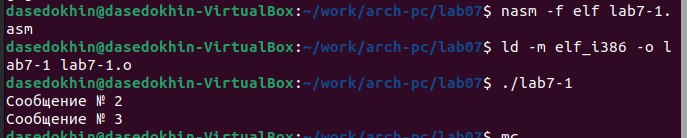 dasedokhin@dasedokhin-VirtualBox:~/work/arch-pc/lab07$ nasm -f elf lab7-1.
asm
dasedokhin@dasedokhin-VirtualBox:~/work/arch-pc/lab07$ ld -m elf_i386 -o l
ab7-1 lab7-1.o
dasedokhin@dasedokhin-VirtualBox:~/work/arch-pc/lab07$ ./lab7-1
Сообщение № 2
Сообщение № 3
dasedokhin@dasedokhin-VirtualBox:~/work/arch-pc/lab07$ mc